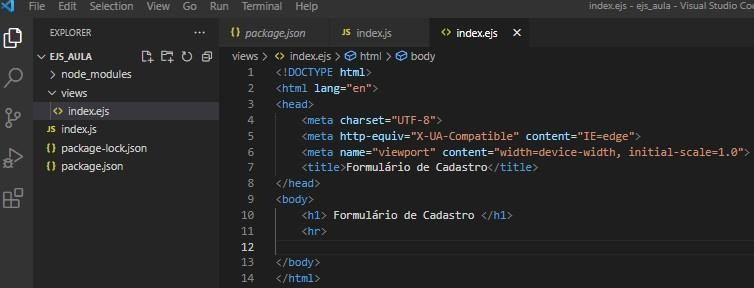 File Edit Selection View Go Run Terminal Help
index.ejs - ejs_aula - Visual Studio Cod
EXPLORER
EJS_AULA
node_modules
views
index.ejs
index.js
package-lock.json
package.json
package.json index.js index.ejs
views > index.ejs > html > body
1 <!DOCTYPE html>
2 <html lang="en">
3 <head>
4 <meta charset="UTF-8">
5 <meta http-equiv="X-UA-Compatible" content="IE=edge">
6 <meta name="viewport" content="width=device-width, initial-scale=1.0">
7 <title>Formulário de Cadastro</title>
8 </head>
9 <body>
10 <h1> Formulário de Cadastro </h1>
11 <hr>
12
13 </body>
14 </html>